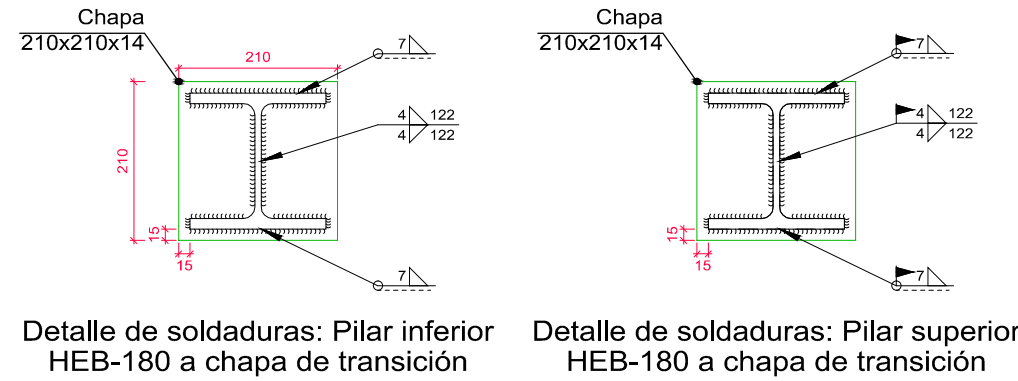 Chapa
210x210x14
210
210
15
15
7
4 122
4 122
7
Detalle de soldaduras: Pilar inferior
HEB-180 a chapa de transición
Chapa
210x210x14
15
15
7
4 122
4 122
7
Detalle de soldaduras: Pilar superior
HEB-180 a chapa de transición